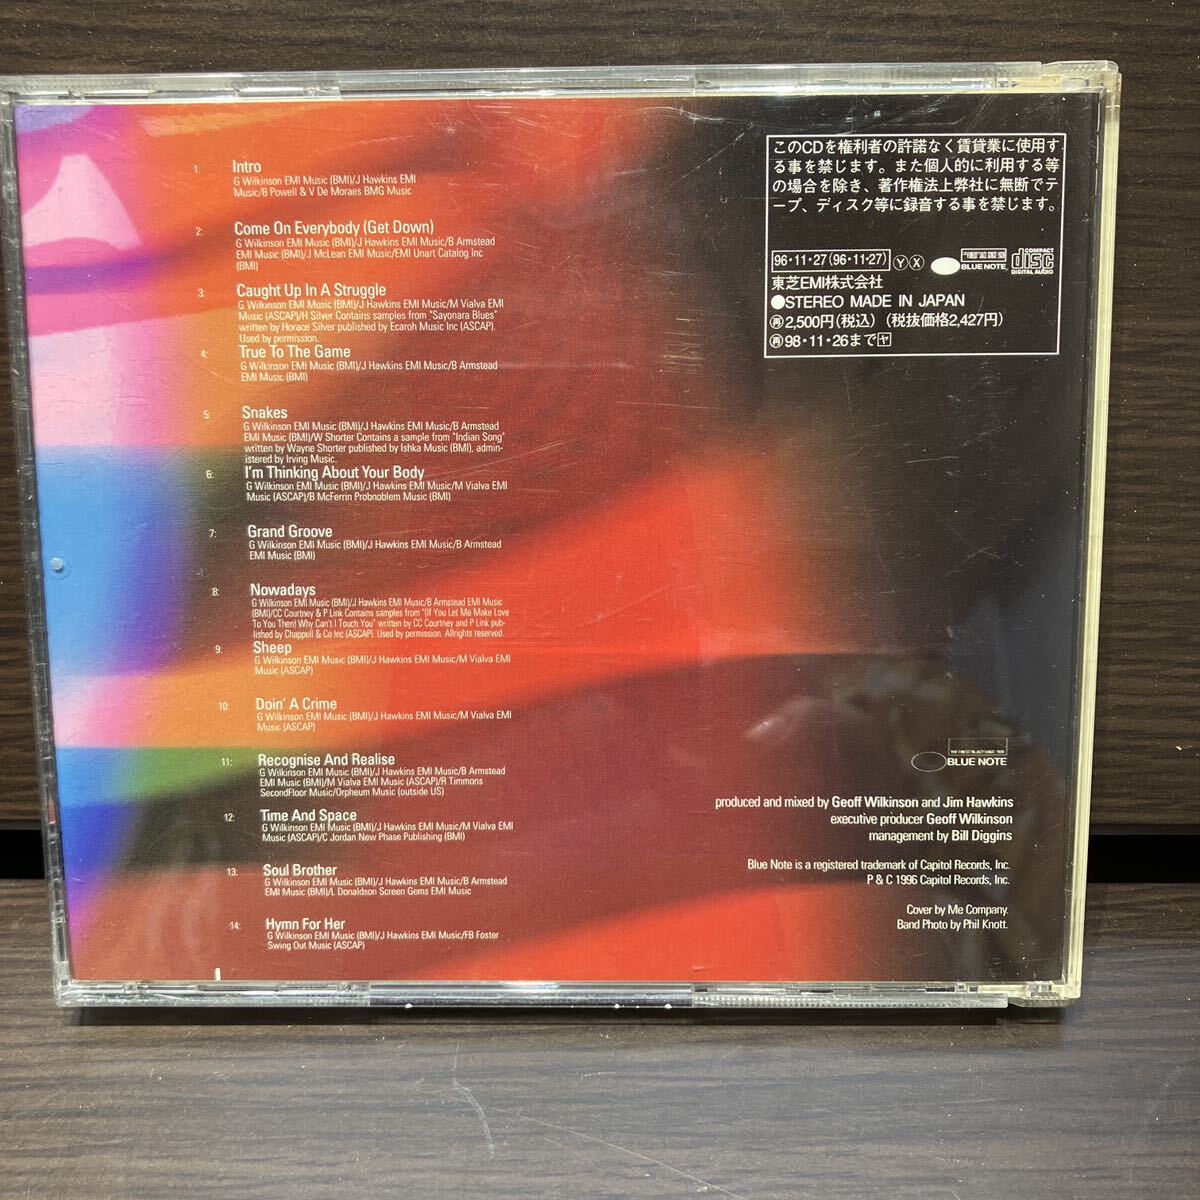 1: Intro
G Wilkinson EMI Music (BMI)/J Hawkins EMI
Music/B Powell & V De Moraes BMG Music
2: Come On Everybody (Get Down)
G Wilkinson EMI Music (BMI)/J Hawkins EMI Music/B Armstead
EMI Music (BMI)/J McLean EMI Music/EMI Unart Catalog Inc
(BMI)
3: Caught Up In A Struggle
G Wilkinson EMI Music (BMI)/J Hawkins EMI Music/M Vialva EMI
Music (ASCAP)/H Silver Contains samples from "Sayonara Blues"
written by Horace Silver published by Ecaroh Music Inc (ASCAP).
Used by permission.
4: True To The Game
G Wilkinson EMI Music (BMI)/J Hawkins EMI Music/B Armstead
EMI Music (BMI)
5: Snakes
G Wilkinson EMI Music (BMI)/J Hawkins EMI Music/B Armstead
EMI Music (BMI)/W Shorter Contains a sample from "Indian Song"
written by Wayne Shorter published by Ishka Music (BMI), admin-
istered by Irving Music.
6: I'm Thinking About Your Body
G Wilkinson EMI Music (BMI)/J Hawkins EMI Music/M Vialva EMI
Music (ASCAP)/B McFerrin Probnoblem Music (BMI)
7: Grand Groove
G Wilkinson EMI Music (BMI)/J Hawkins EMI Music/B Armstead
EMI Music (BMI)
8: Nowadays
G Wilkinson EMI Music (BMI)/J Hawkins EMI Music/B Armstead EMI Music
(BMI)/CC Courtney & P Link Contains samples from "(If You Let Me Make Love
To You Then) Why Can't I Touch You" written by CC Courtney and P Link pub-
lished by Chappell & Co Inc (ASCAP). Used by permission. Allrights reserved.
9: Sheep
G Wilkinson EMI Music (BMI)/J Hawkins EMI Music/M Vialva EMI
Music (ASCAP)
10: Doin' A Crime
G Wilkinson EMI Music (BMI)/J Hawkins EMI Music/M Vialva EMI
Music (ASCAP)
11: Recognise And Realise
G Wilkinson EMI Music (BMI)/J Hawkins EMI Music/B Armstead
EMI Music (BMI)/M Vialva EMI Music (ASCAP)/R Timmons
SecondFloor Music/Orpheum Music (outside US)
12: Time And Space
G Wilkinson EMI Music (BMI)/J Hawkins EMI Music/M Vialva EMI
Music (ASCAP)/C Jordan New Phase Publishing (BMI)
13: Soul Brother
G Wilkinson EMI Music (BMI)/J Hawkins EMI Music/B Armstead
EMI Music (BMI)/L Donaldson Screen Gems EMI Music
14: Hymn For Her
G Wilkinson EMI Music (BMI)/J Hawkins EMI Music/FB Foster
Swing Out Music (ASCAP)
このCDを権利者の許諾なく賃貸業に使用す
る事を禁じます。また個人的に利用する等
の場合を除き、著作権法上弊社に無断でテ
ープ、ディスク等に録音する事を禁じます。
96・11・27(96・11・27) Ⓨ Ⓧ THE FINEST IN JAZZ SINCE 1939 BLUE NOTE COMPACT disc DIGITAL AUDIO
東芝EMI株式会社
●STEREO MADE IN JAPAN
㊢2,500円(税込) (税抜価格2,427円)
98・11・26まで ヤ
THE FINEST IN JAZZ SINCE 1939
BLUE NOTE
produced and mixed by Geoff Wilkinson and Jim Hawkins
executive producer Geoff Wilkinson
management by Bill Diggins
Blue Note is a registered trademark of Capitol Records, Inc.
P & C 1996 Capitol Records, Inc.
Cover by Me Company.
Band Photo by Phil Knott.